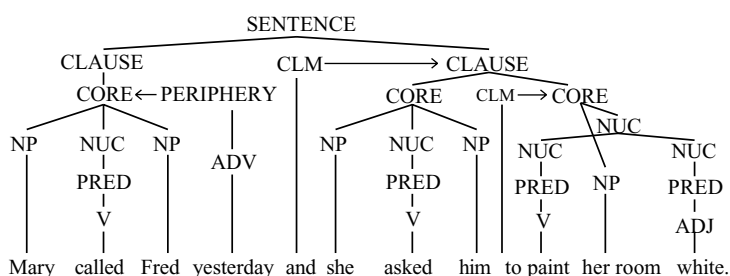 SENTENCE
CLAUSE CLM CLAUSE
CORE PERIPHERY CORE CLM CORE
NUC
NP NUC NP NP NUC NP NUC NUC
ADV
PRED PRED PRED NP PRED
V V V ADJ
Mary called Fred yesterday and she asked him to paint her room white.